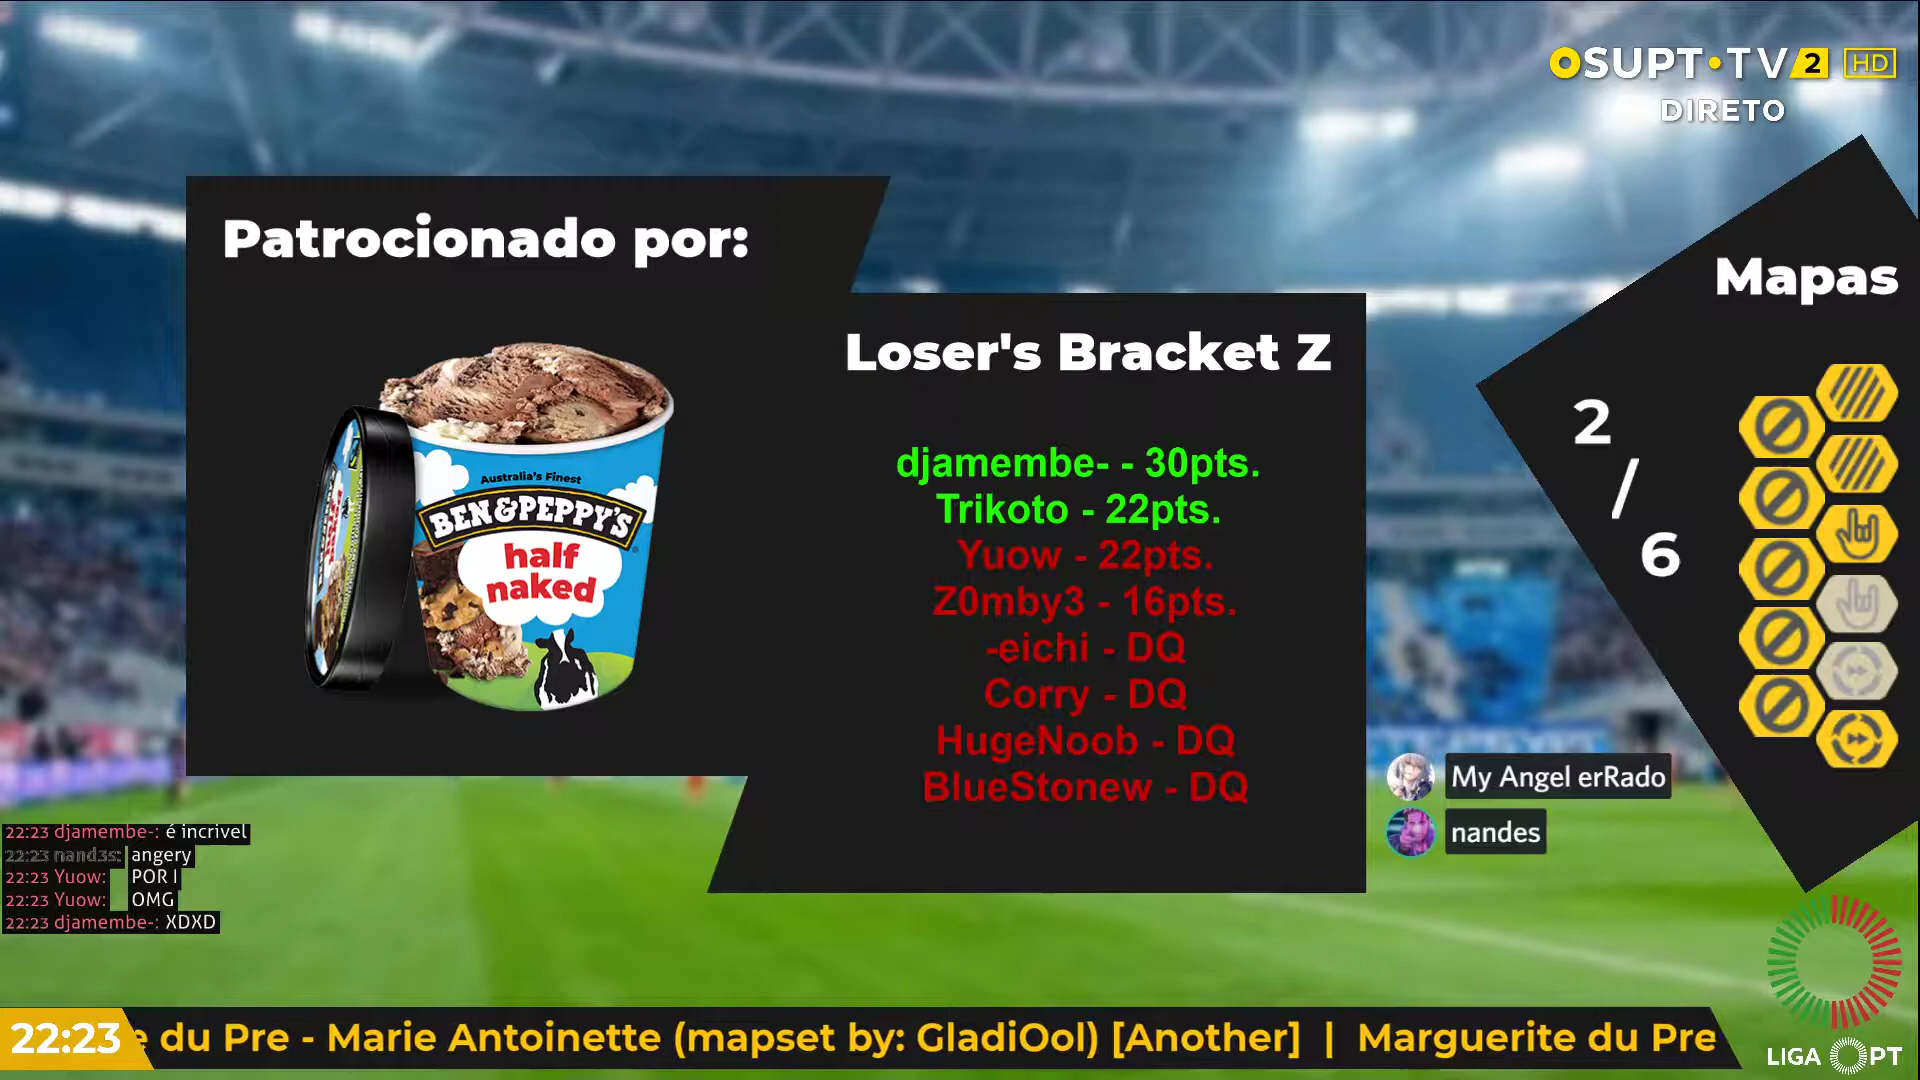 OSUPT•TV 2 HD
DIRETO
Patrocionado por:
Mapas
Loser's Bracket Z
2
/
6
djamembe- - 30pts.
Trikoto - 22pts.
Yuow - 22pts.
Z0mby3 - 16pts.
-eichi - DQ
Corry - DQ
HugeNoob - DQ
BlueStonew - DQ
Australia's Finest
BEN&PEPPY'S
half
naked
My Angel erRado
nandes
22:23 djamembe-: é incrivel
22:23 nand3s: angery
22:23 Yuow: POR I
22:23 Yuow: OMG
22:23 djamembe-: XDXD
22:23 e du Pre - Marie Antoinette (mapset by: GladiOol) [Another] | Marguerite du Pre
LIGA PT